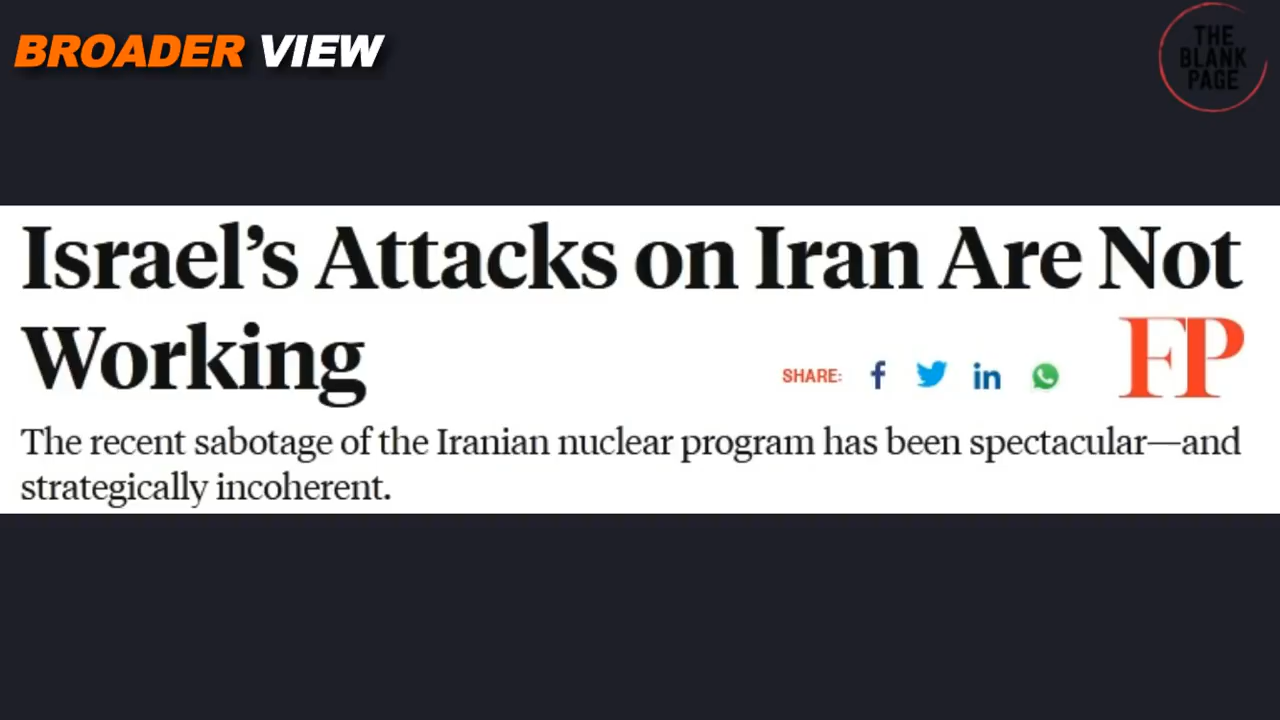 BROADER VIEW
THE
BLANK
PAGE
Israel’s Attacks on Iran Are Not
Working
SHARE:
FP
The recent sabotage of the Iranian nuclear program has been spectacular—and
strategically incoherent.